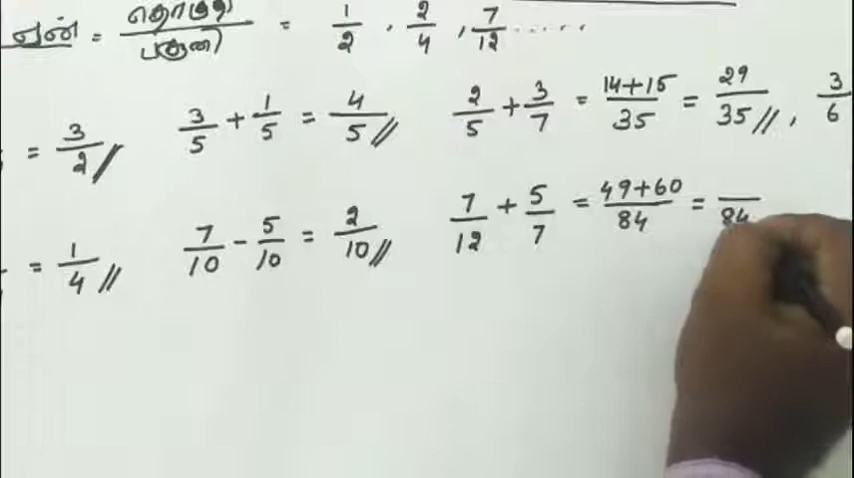 = தொகுதி/பகுதி = 1/2 , 2/4 , 7/12 ......
= 3/2 // 3/5 + 1/5 = 4/5 // 2/5 + 3/7 = 14+15/35 = 29/35 // , 3/6
= 1/4 // 7/10 - 5/10 = 2/10 // 7/12 + 5/7 = 49+60/84 = /84